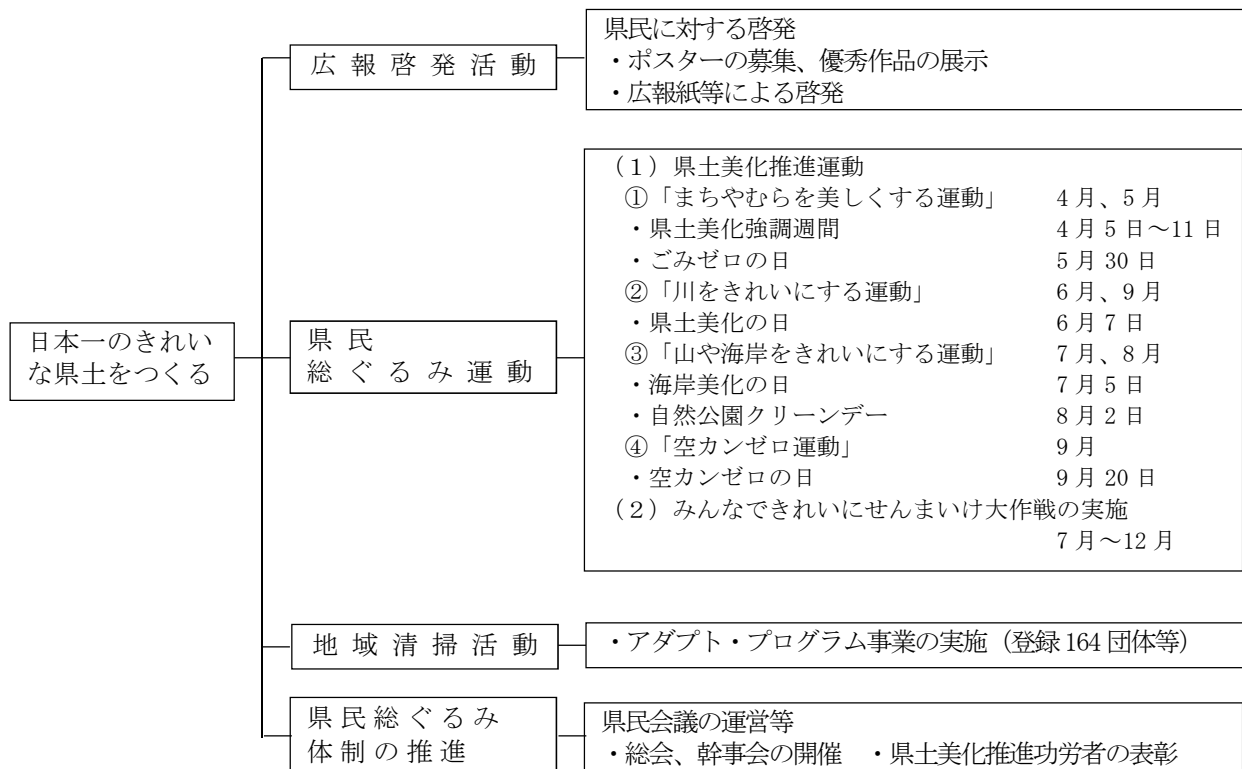 日本一のきれい
な県土をつくる
広報啓発活動
県民に対する啓発
・ポスターの募集、優秀作品の展示
・広報紙等による啓発
県民
総ぐるみ運動
（１）県土美化推進運動
①「まちやむらを美しくする運動」 4月、5月
・県土美化強調週間 4月5日～11日
・ごみゼロの日 5月30日
②「川をきれいにする運動」 6月、9月
・県土美化の日 6月7日
③「山や海岸をきれいにする運動」 7月、8月
・海岸美化の日 7月5日
・自然公園クリーンデー 8月2日
④「空カンゼロ運動」 9月
・空カンゼロの日 9月20日
（２）みんなできれいにせんまいけ大作戦の実施
7月～12月
地域清掃活動
・アダプト・プログラム事業の実施（登録164団体等）
県民総ぐるみ
体制の推進
県民会議の運営等
・総会、幹事会の開催 ・県土美化推進功労者の表彰